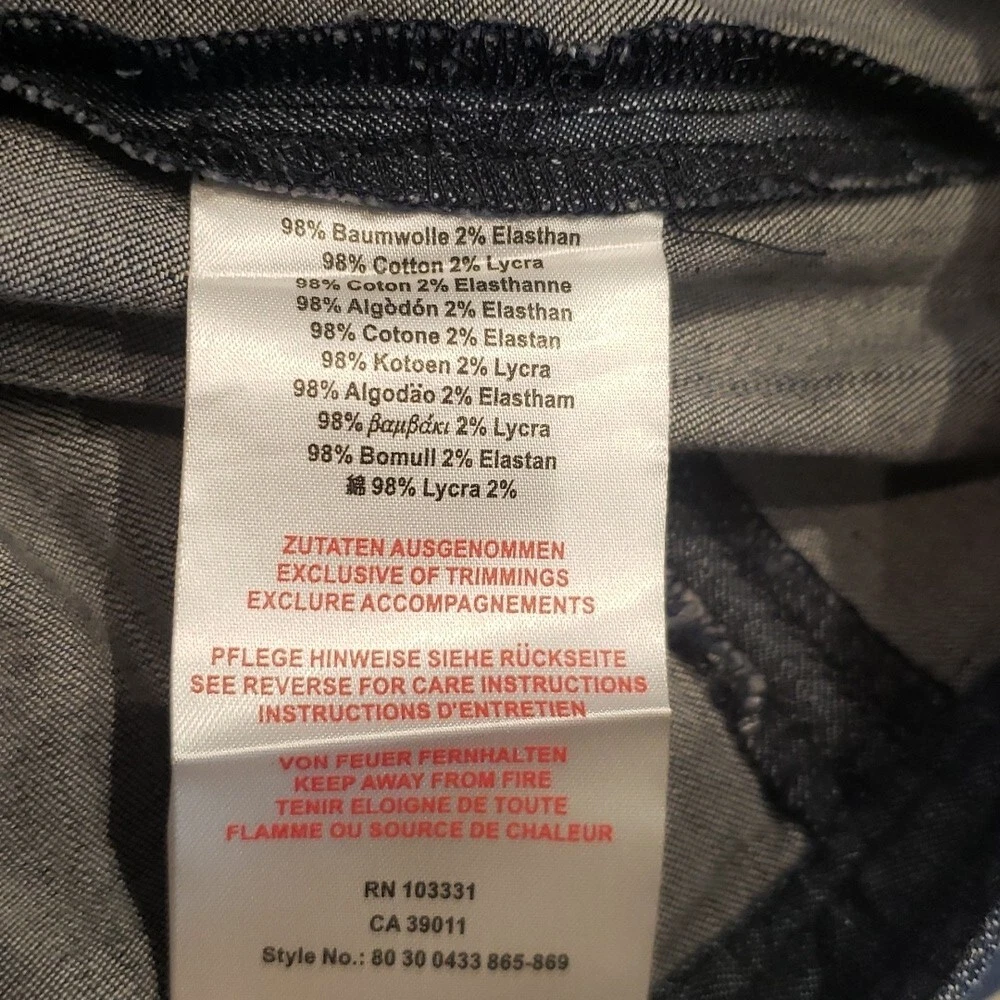 98% Baumwolle 2% Elasthan
98% Cotton 2% Lycra
98% Coton 2% Elasthanne
98% Algòdón 2% Elasthan
98% Cotone 2% Elastan
98% Kotoen 2% Lycra
98% Algodäo 2% Elastham
98% βαμβάκι 2% Lycra
98% Bomull 2% Elastan
綿 98% Lycra 2%
ZUTATEN AUSGENOMMEN
EXCLUSIVE OF TRIMMINGS
EXCLURE ACCOMPAGNEMENTS
PFLEGE HINWEISE SIEHE RÜCKSEITE
SEE REVERSE FOR CARE INSTRUCTIONS
INSTRUCTIONS D'ENTRETIEN
VON FEUER FERNHALTEN
KEEP AWAY FROM FIRE
TENIR ELOIGNE DE TOUTE
FLAMME OU SOURCE DE CHALEUR
RN 103331
CA 39011
Style No.: 80 30 0433 865-869